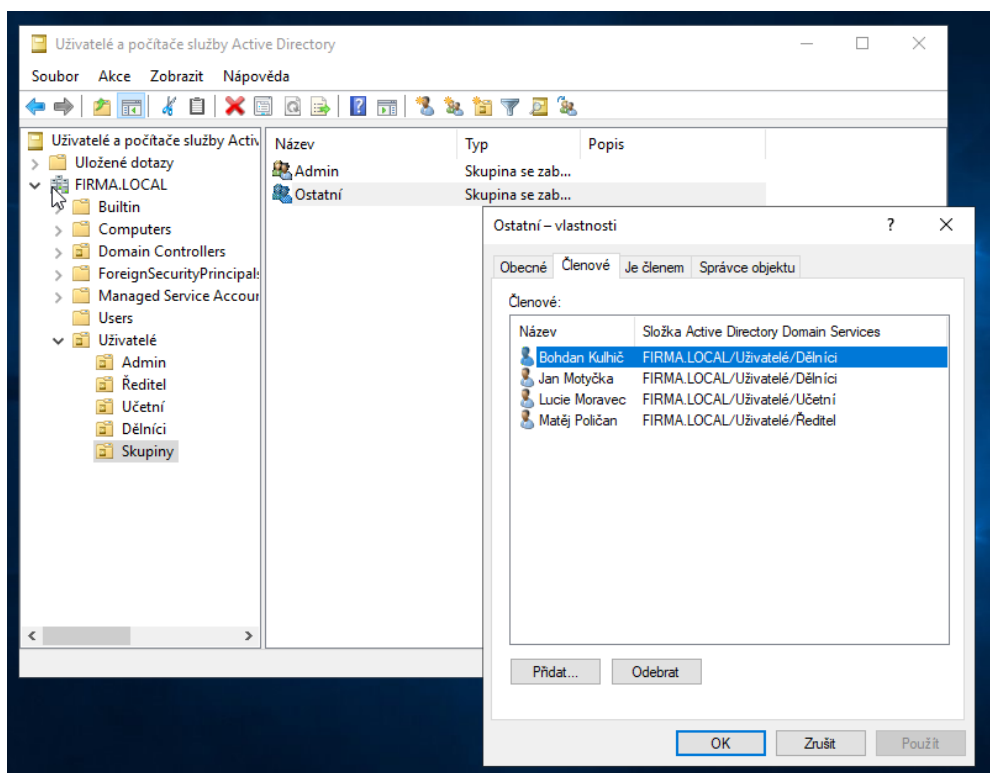 Uživatelé a počítače služby Active Directory
Soubor Akce Zobrazit Nápověda
Uživatelé a počítače služby Activ
Uložené dotazy
FIRMA.LOCAL
Builtin
Computers
Domain Controllers
ForeignSecurityPrincipals
Managed Service Accour
Users
Uživatelé
Admin
Ředitel
Účetní
Dělníci
Skupiny
Název Typ Popis
Admin Skupina se zab...
Ostatní Skupina se zab...
Ostatní – vlastnosti
Obecné Členové Je členem Správce objektu
Členové:
Název Složka Active Directory Domain Services
Bohdan Kulhič FIRMA.LOCAL/Uživatelé/Dělníci
Jan Motyčka FIRMA.LOCAL/Uživatelé/Dělníci
Lucie Moravec FIRMA.LOCAL/Uživatelé/Učetní
Matěj Poličan FIRMA.LOCAL/Uživatelé/Ředitel
Přidat... Odebrat
OK Zrušit Použít